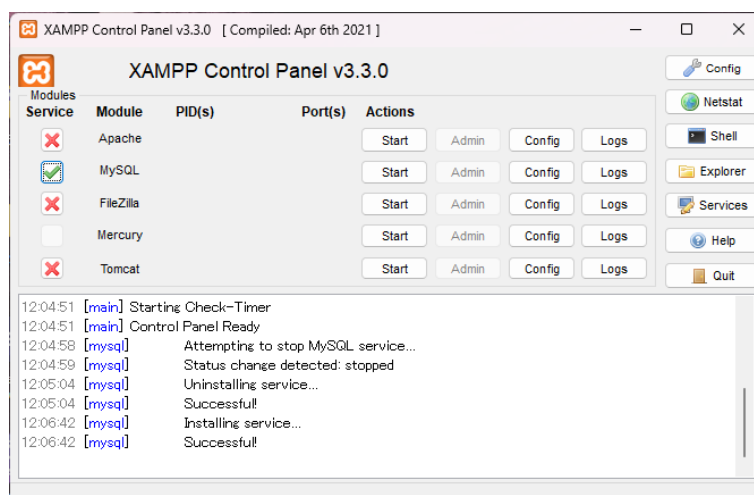 XAMPP Control Panel v3.3.0 [ Compiled: Apr 6th 2021 ]
XAMPP Control Panel v3.3.0
Config
Modules
Service Module PID(s) Port(s) Actions
Netstat
Apache Start Admin Config Logs
Shell
MySQL Start Admin Config Logs
Explorer
FileZilla Start Admin Config Logs
Services
Mercury Start Admin Config Logs
Help
Tomcat Start Admin Config Logs
Quit
12:04:51 [main] Starting Check-Timer
12:04:51 [main] Control Panel Ready
12:04:58 [mysql] Attempting to stop MySQL service...
12:04:59 [mysql] Status change detected: stopped
12:05:04 [mysql] Uninstalling service...
12:05:04 [mysql] Successful!
12:06:42 [mysql] Installing service...
12:06:42 [mysql] Successful!